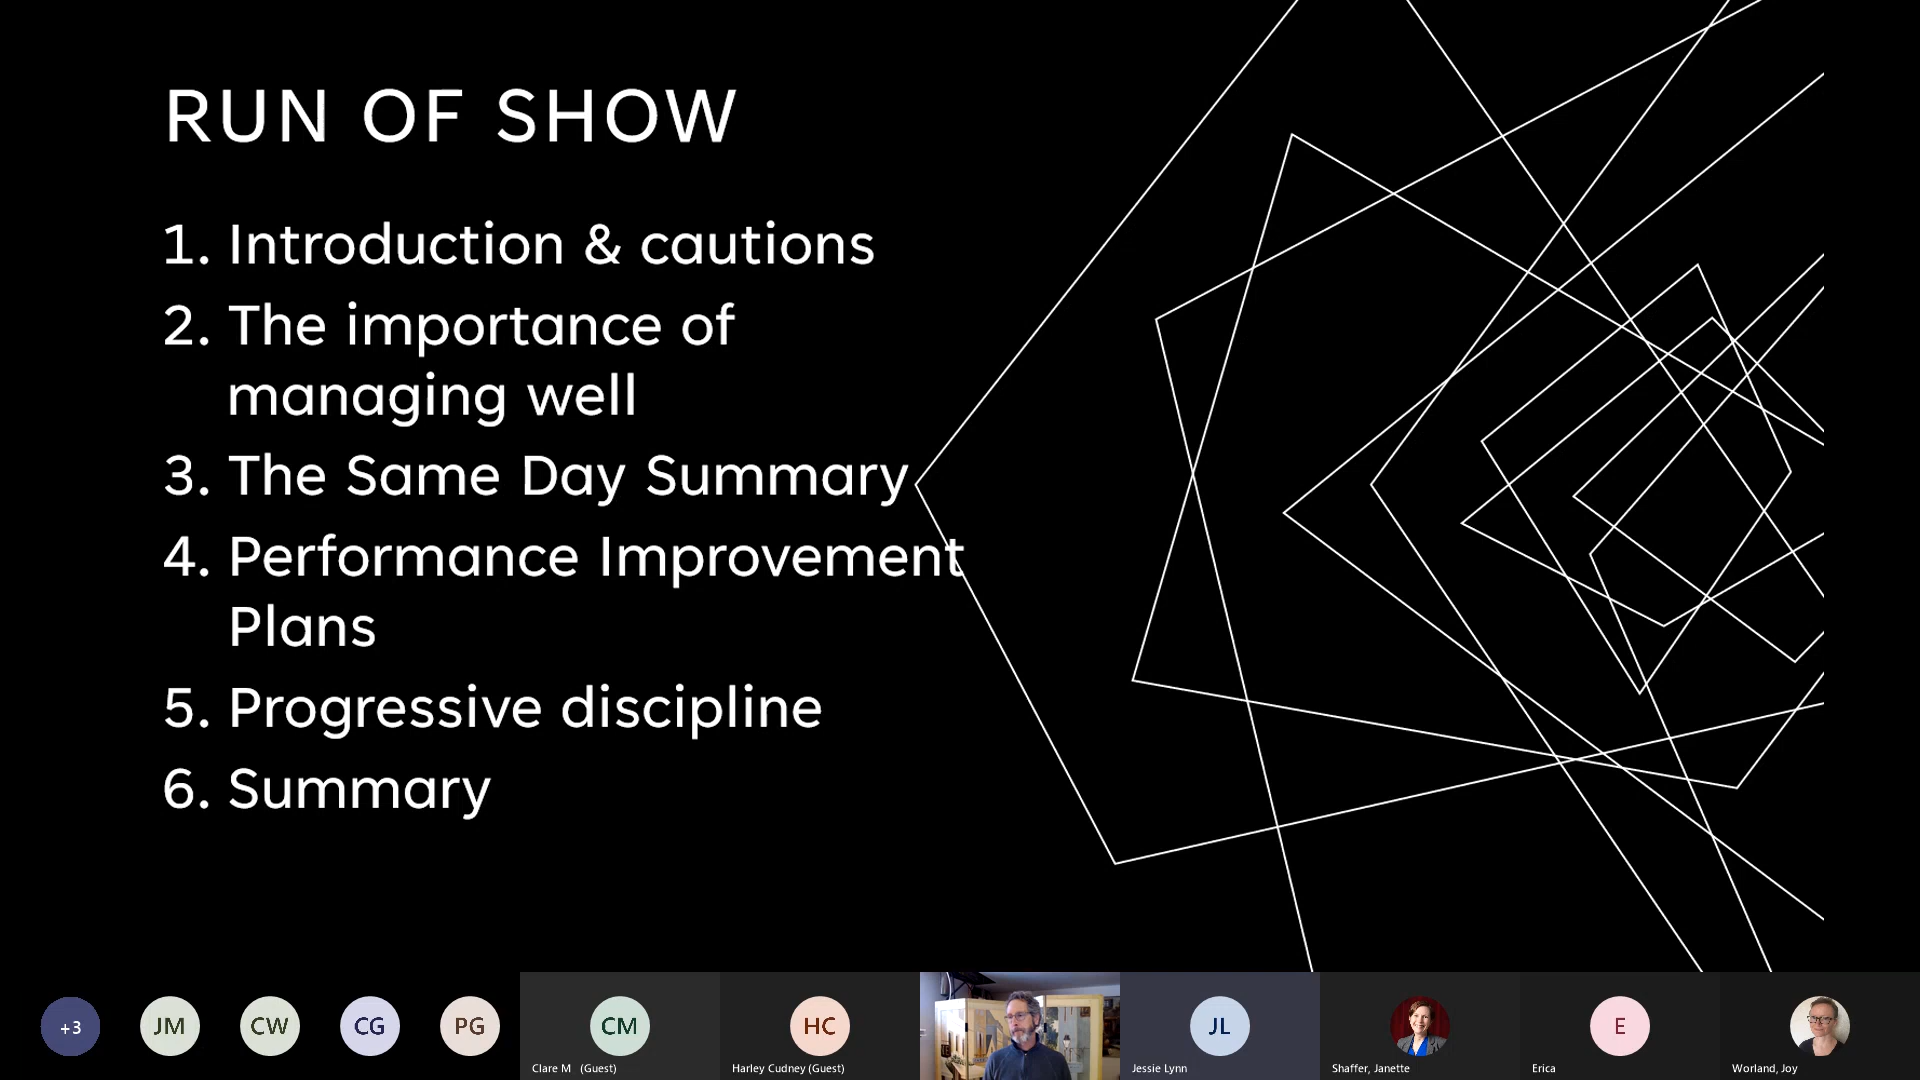 RUN OF SHOW
1. Introduction & cautions
2. The importance of
managing well
3. The Same Day Summary
4. Performance Improvement
Plans
5. Progressive discipline
6. Summary
+3
JM
CW
CG
PG
CM
HC
JL
E
Clare M (Guest)
Harley Cudney (Guest)
Jessie Lynn
Shaffer, Janette
Erica
Worland, Joy